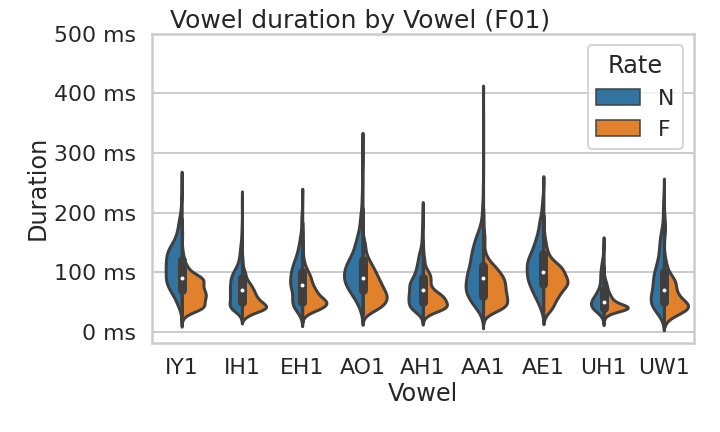 Vowel duration by Vowel (F01)
500 ms
400 ms
300 ms
200 ms
100 ms
0 ms
Duration
Rate
N
F
IY1 IH1 EH1 AO1 AH1 AA1 AE1 UH1 UW1
Vowel